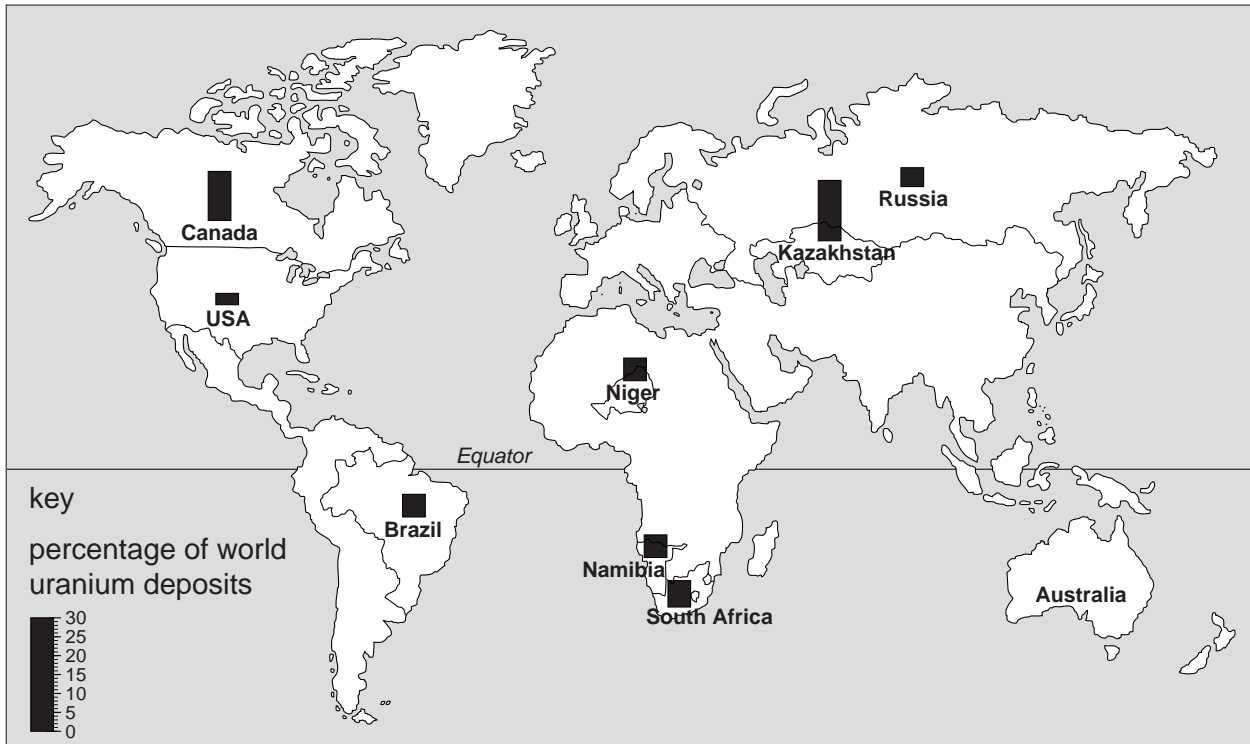 Russia
Canada
Kazakhstan
USA
Niger
Equator
key
Brazil
percentage of world
uranium deposits
Namibia
Australia
South Africa
30
25
20
15
10
5
0